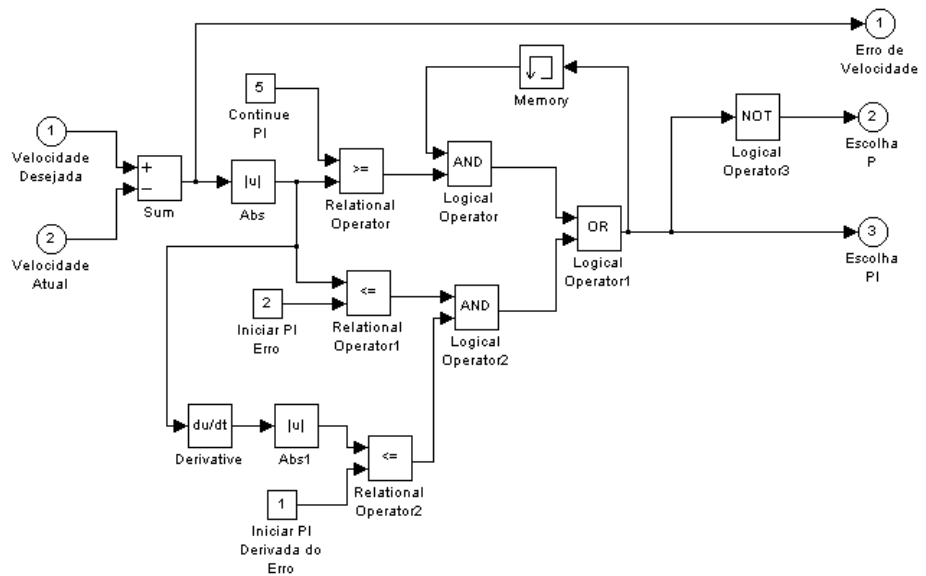 1
Erro de
Velocidade
5
Continue
PI
Memory
1
Velocidade
Desejada
+
−
Sum
|u|
Abs
>=
Relational
Operator
AND
Logical
Operator
NOT
Logical
Operator3
2
Escolha
P
2
Velocidade
Atual
OR
Logical
Operator1
3
Escolha
PI
2
Iniciar PI
Erro
<=
Relational
Operator1
AND
Logical
Operator2
du/dt
Derivative
|u|
Abs1
<=
Relational
Operator2
1
Iniciar PI
Derivada do
Erro